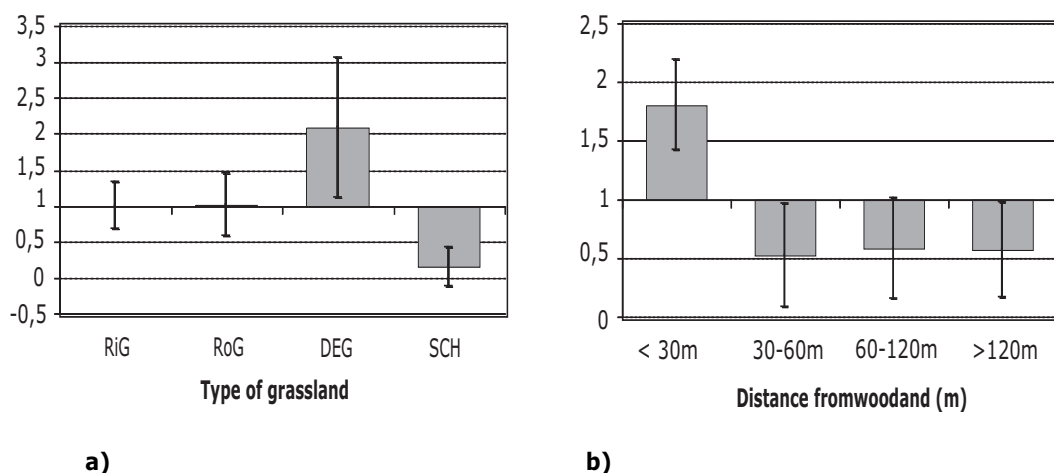 3,5
3
2,5
2
1,5
1
0,5
0
-0,5
RiG RoG DEG SCH
Type of grassland
a)
2,5
2
1,5
1
0,5
0
< 30m 30-60m 60-120m >120m
Distance fromwoodand (m)
b)